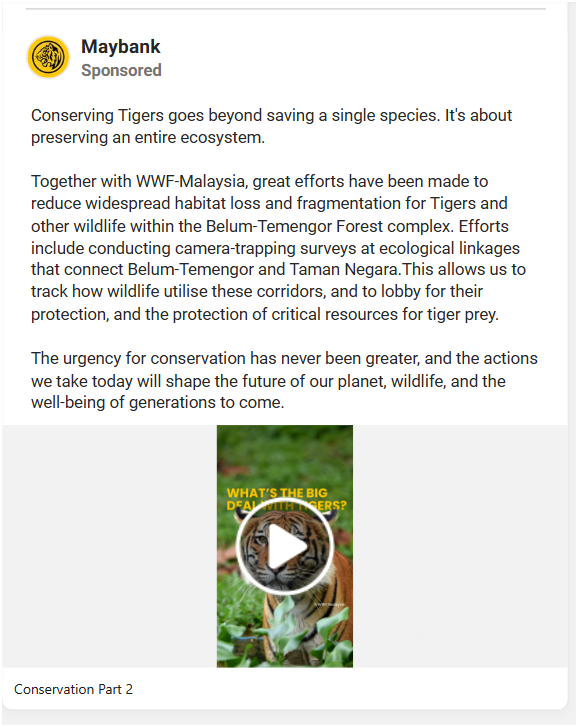 Maybank
Sponsored
Conserving Tigers goes beyond saving a single species. It's about
preserving an entire ecosystem.
Together with WWF-Malaysia, great efforts have been made to
reduce widespread habitat loss and fragmentation for Tigers and
other wildlife within the Belum-Temengor Forest complex. Efforts
include conducting camera-trapping surveys at ecological linkages
that connect Belum-Temengor and Taman Negara.This allows us to
track how wildlife utilise these corridors, and to lobby for their
protection, and the protection of critical resources for tiger prey.
The urgency for conservation has never been greater, and the actions
we take today will shape the future of our planet, wildlife, and the
well-being of generations to come.
WHAT'S THE BIG
DEAL WITH TIGERS?
Conservation Part 2